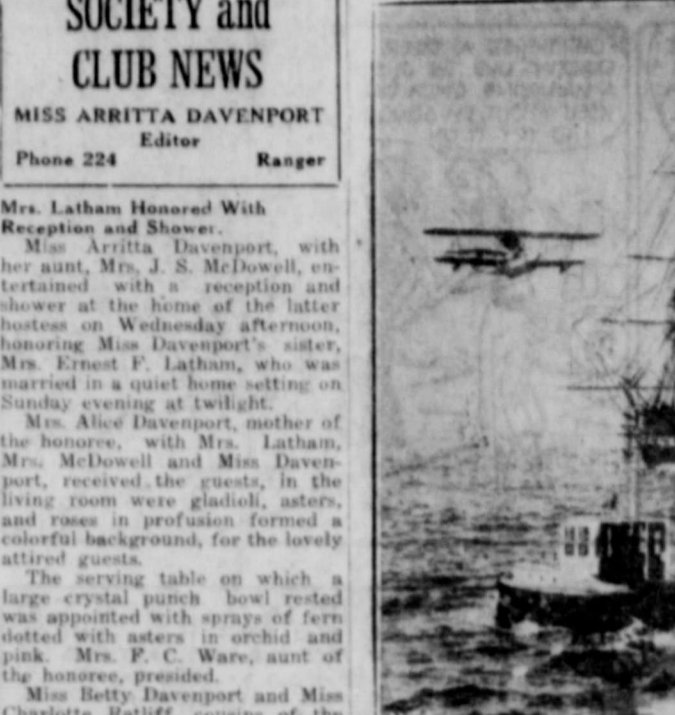 SOCIETY and
CLUB NEWS
MISS ARRITTA DAVENPORT
Editor
Phone 224 Ranger
Mrs. Latham Honored With
Reception and Shower.
Miss Arritta Davenport, with
her aunt, Mrs. J. S. McDowell, en-
tertained with a reception and
shower at the home of the latter
hostess on Wednesday afternoon,
honoring Miss Davenport's sister,
Mrs. Ernest F. Latham, who was
married in a quiet home setting on
Sunday evening at twilight.
Mrs. Alice Davenport, mother of
the honoree, with Mrs. Latham,
Mrs. McDowell and Miss Daven-
port, received the guests, in the
living room were gladioli, asters,
and roses in profusion formed a
colorful background, for the lovely
attired guests.
The serving table on which a
large crystal punch bowl rested
was appointed with sprays of fern
dotted with asters in orchid and
pink. Mrs. F. C. Ware, aunt of
the honoree, presided.
Miss Betty Davenport and Miss
Charlotte Ratliff, cousins of the